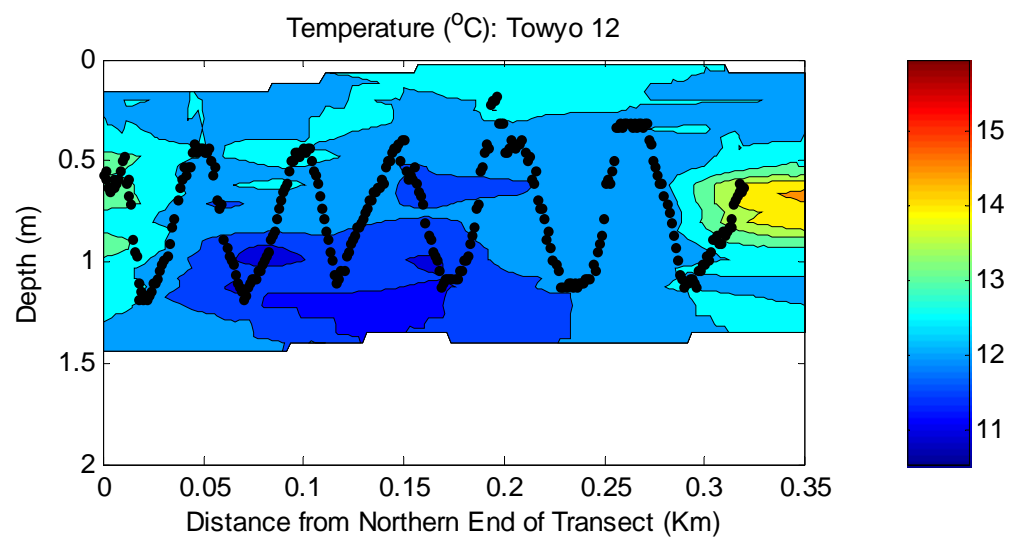 Temperature (°C): Towyo 12
0
0.5
1
1.5
2
Depth (m)
0 0.05 0.1 0.15 0.2 0.25 0.3 0.35
Distance from Northern End of Transect (Km)
15
14
13
12
11